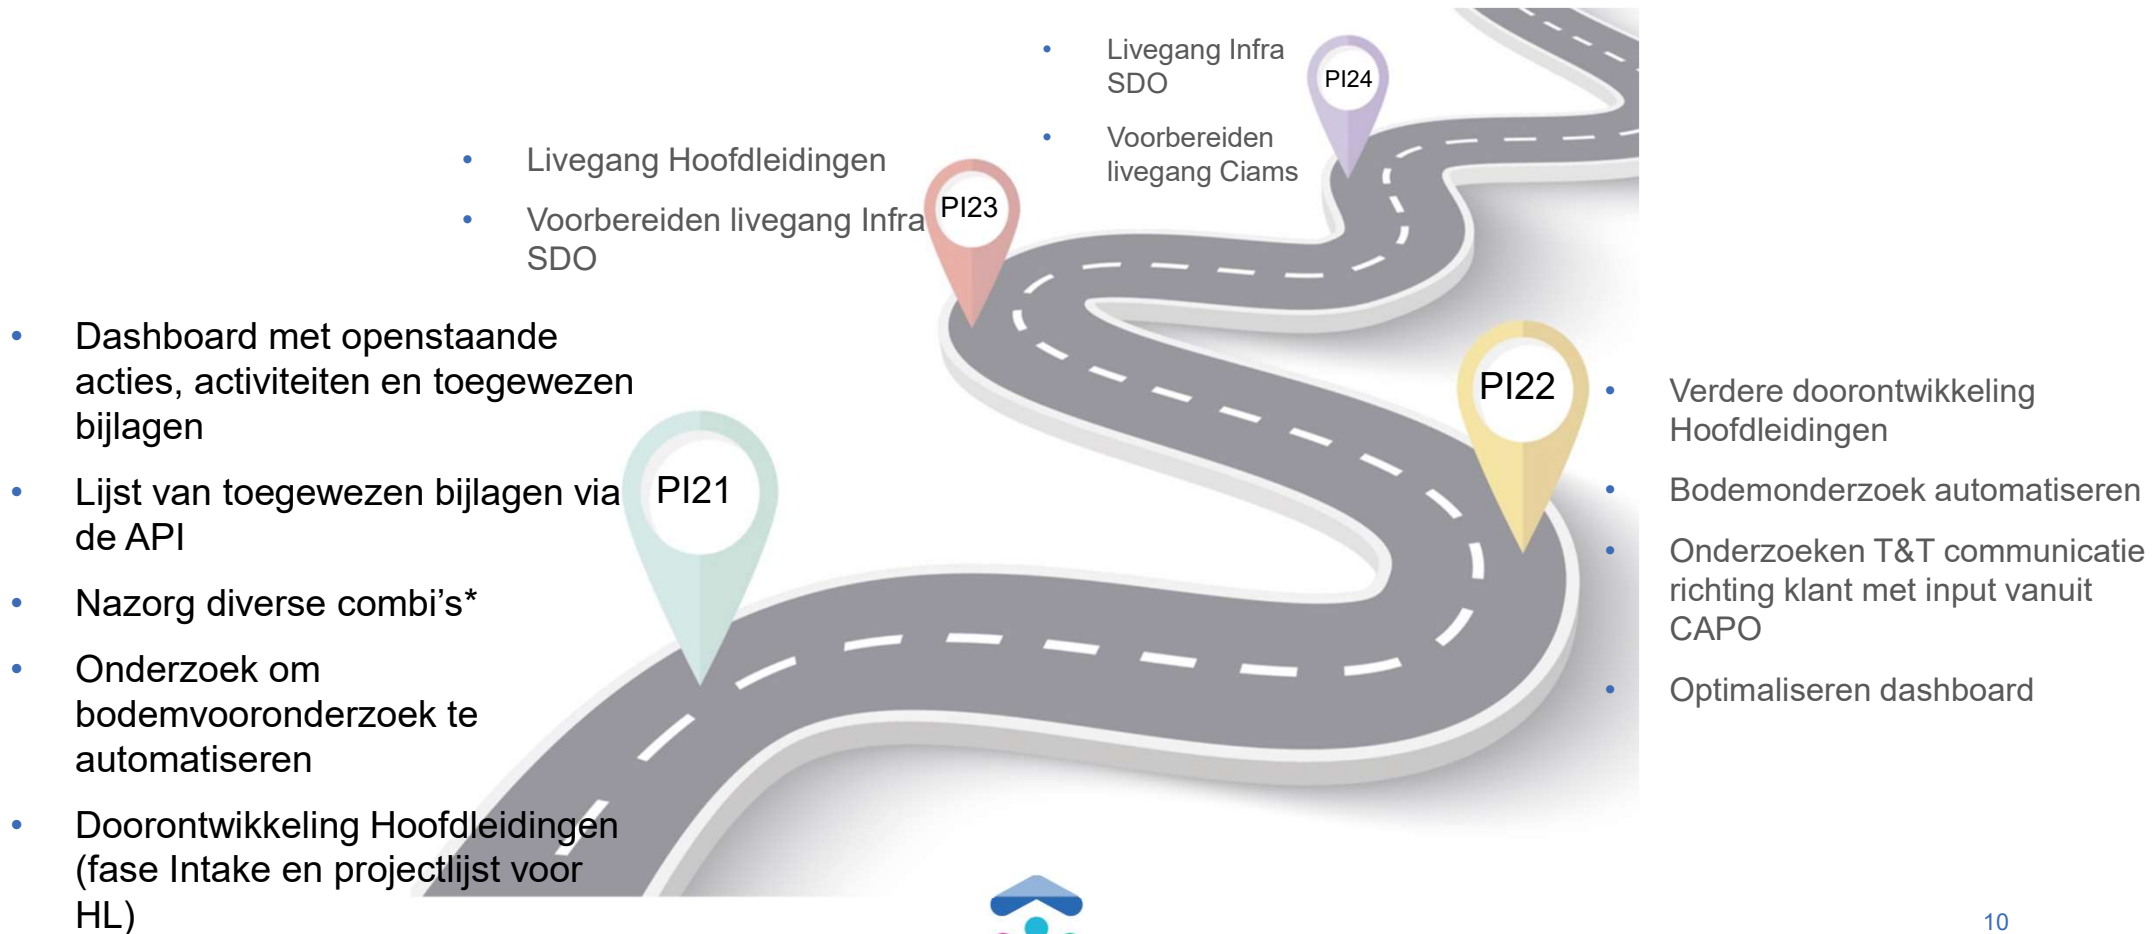 • Livegang Infra
SDO
• Voorbereiden
livegang Ciams
PI24
• Livegang Hoofdleidingen
• Voorbereiden livegang Infra
SDO
PI23
• Dashboard met openstaande
acties, activiteiten en toegewezen
bijlagen
• Lijst van toegewezen bijlagen via
de API
• Nazorg diverse combi’s*
• Onderzoek om
bodemvooronderzoek te
automatiseren
• Doorontwikkeling Hoofdleidingen
(fase Intake en projectlijst voor
HL)
PI21
PI22
• Verdere doorontwikkeling
Hoofdleidingen
• Bodemonderzoek automatiseren
• Onderzoeken T&T communicatie
richting klant met input vanuit
CAPO
• Optimaliseren dashboard
10